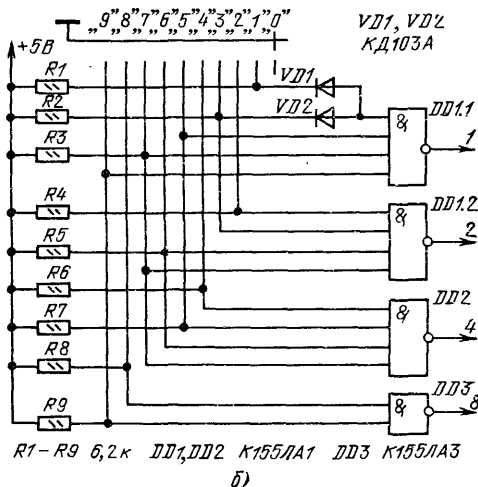 „9” „8” „7” „6” „5” „4” „3” „2” „1” „0”
VD1, VD2
КД103А
+5В
R1
VD1
R2
VD2
&
DD1.1
1
R3
R4
&
DD1.2
2
R5
R6
&
DD2
4
R7
R8
&
DD3
8
R9
R1–R9 6,2к DD1,DD2 К155ЛА1 DD3 К155ЛА3
б)